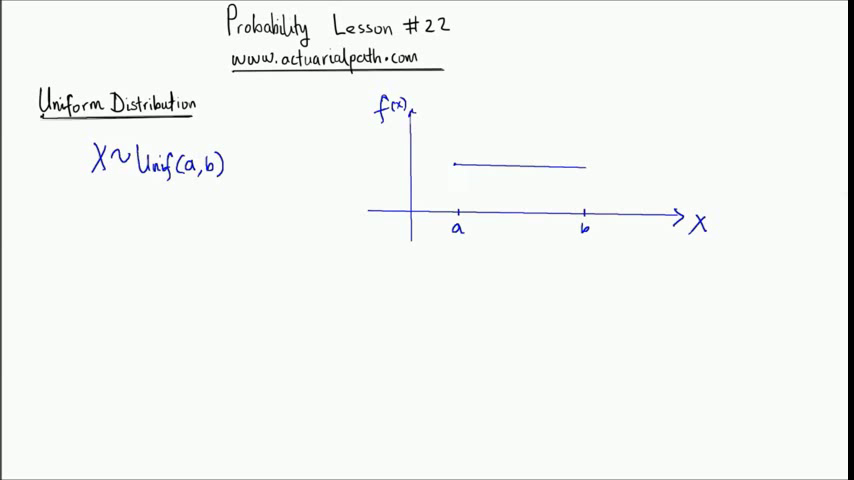 Probability Lesson #22
www.actuarialpath.com
Uniform Distribution
f(x)
X~Unif(a,b)
a b X